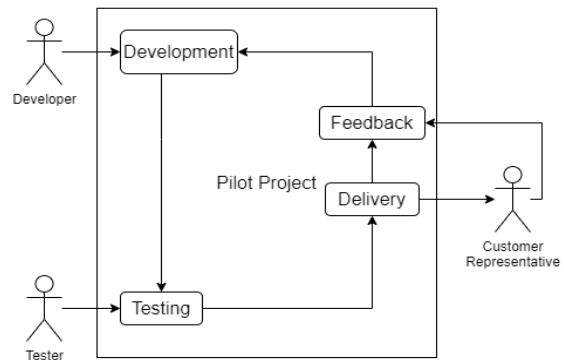 Development
Developer
Feedback
Pilot Project
Delivery
Customer
Representative
Testing
Tester